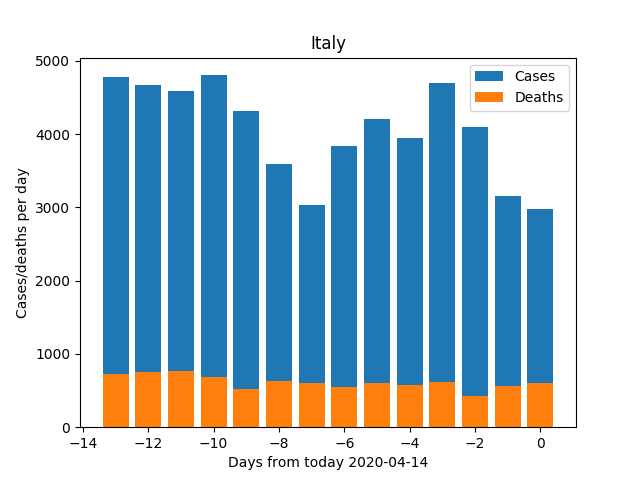 Italy
Cases
Deaths
Cases/deaths per day
5000
4000
3000
2000
1000
0
−14 −12 −10 −8 −6 −4 −2 0
Days from today 2020-04-14